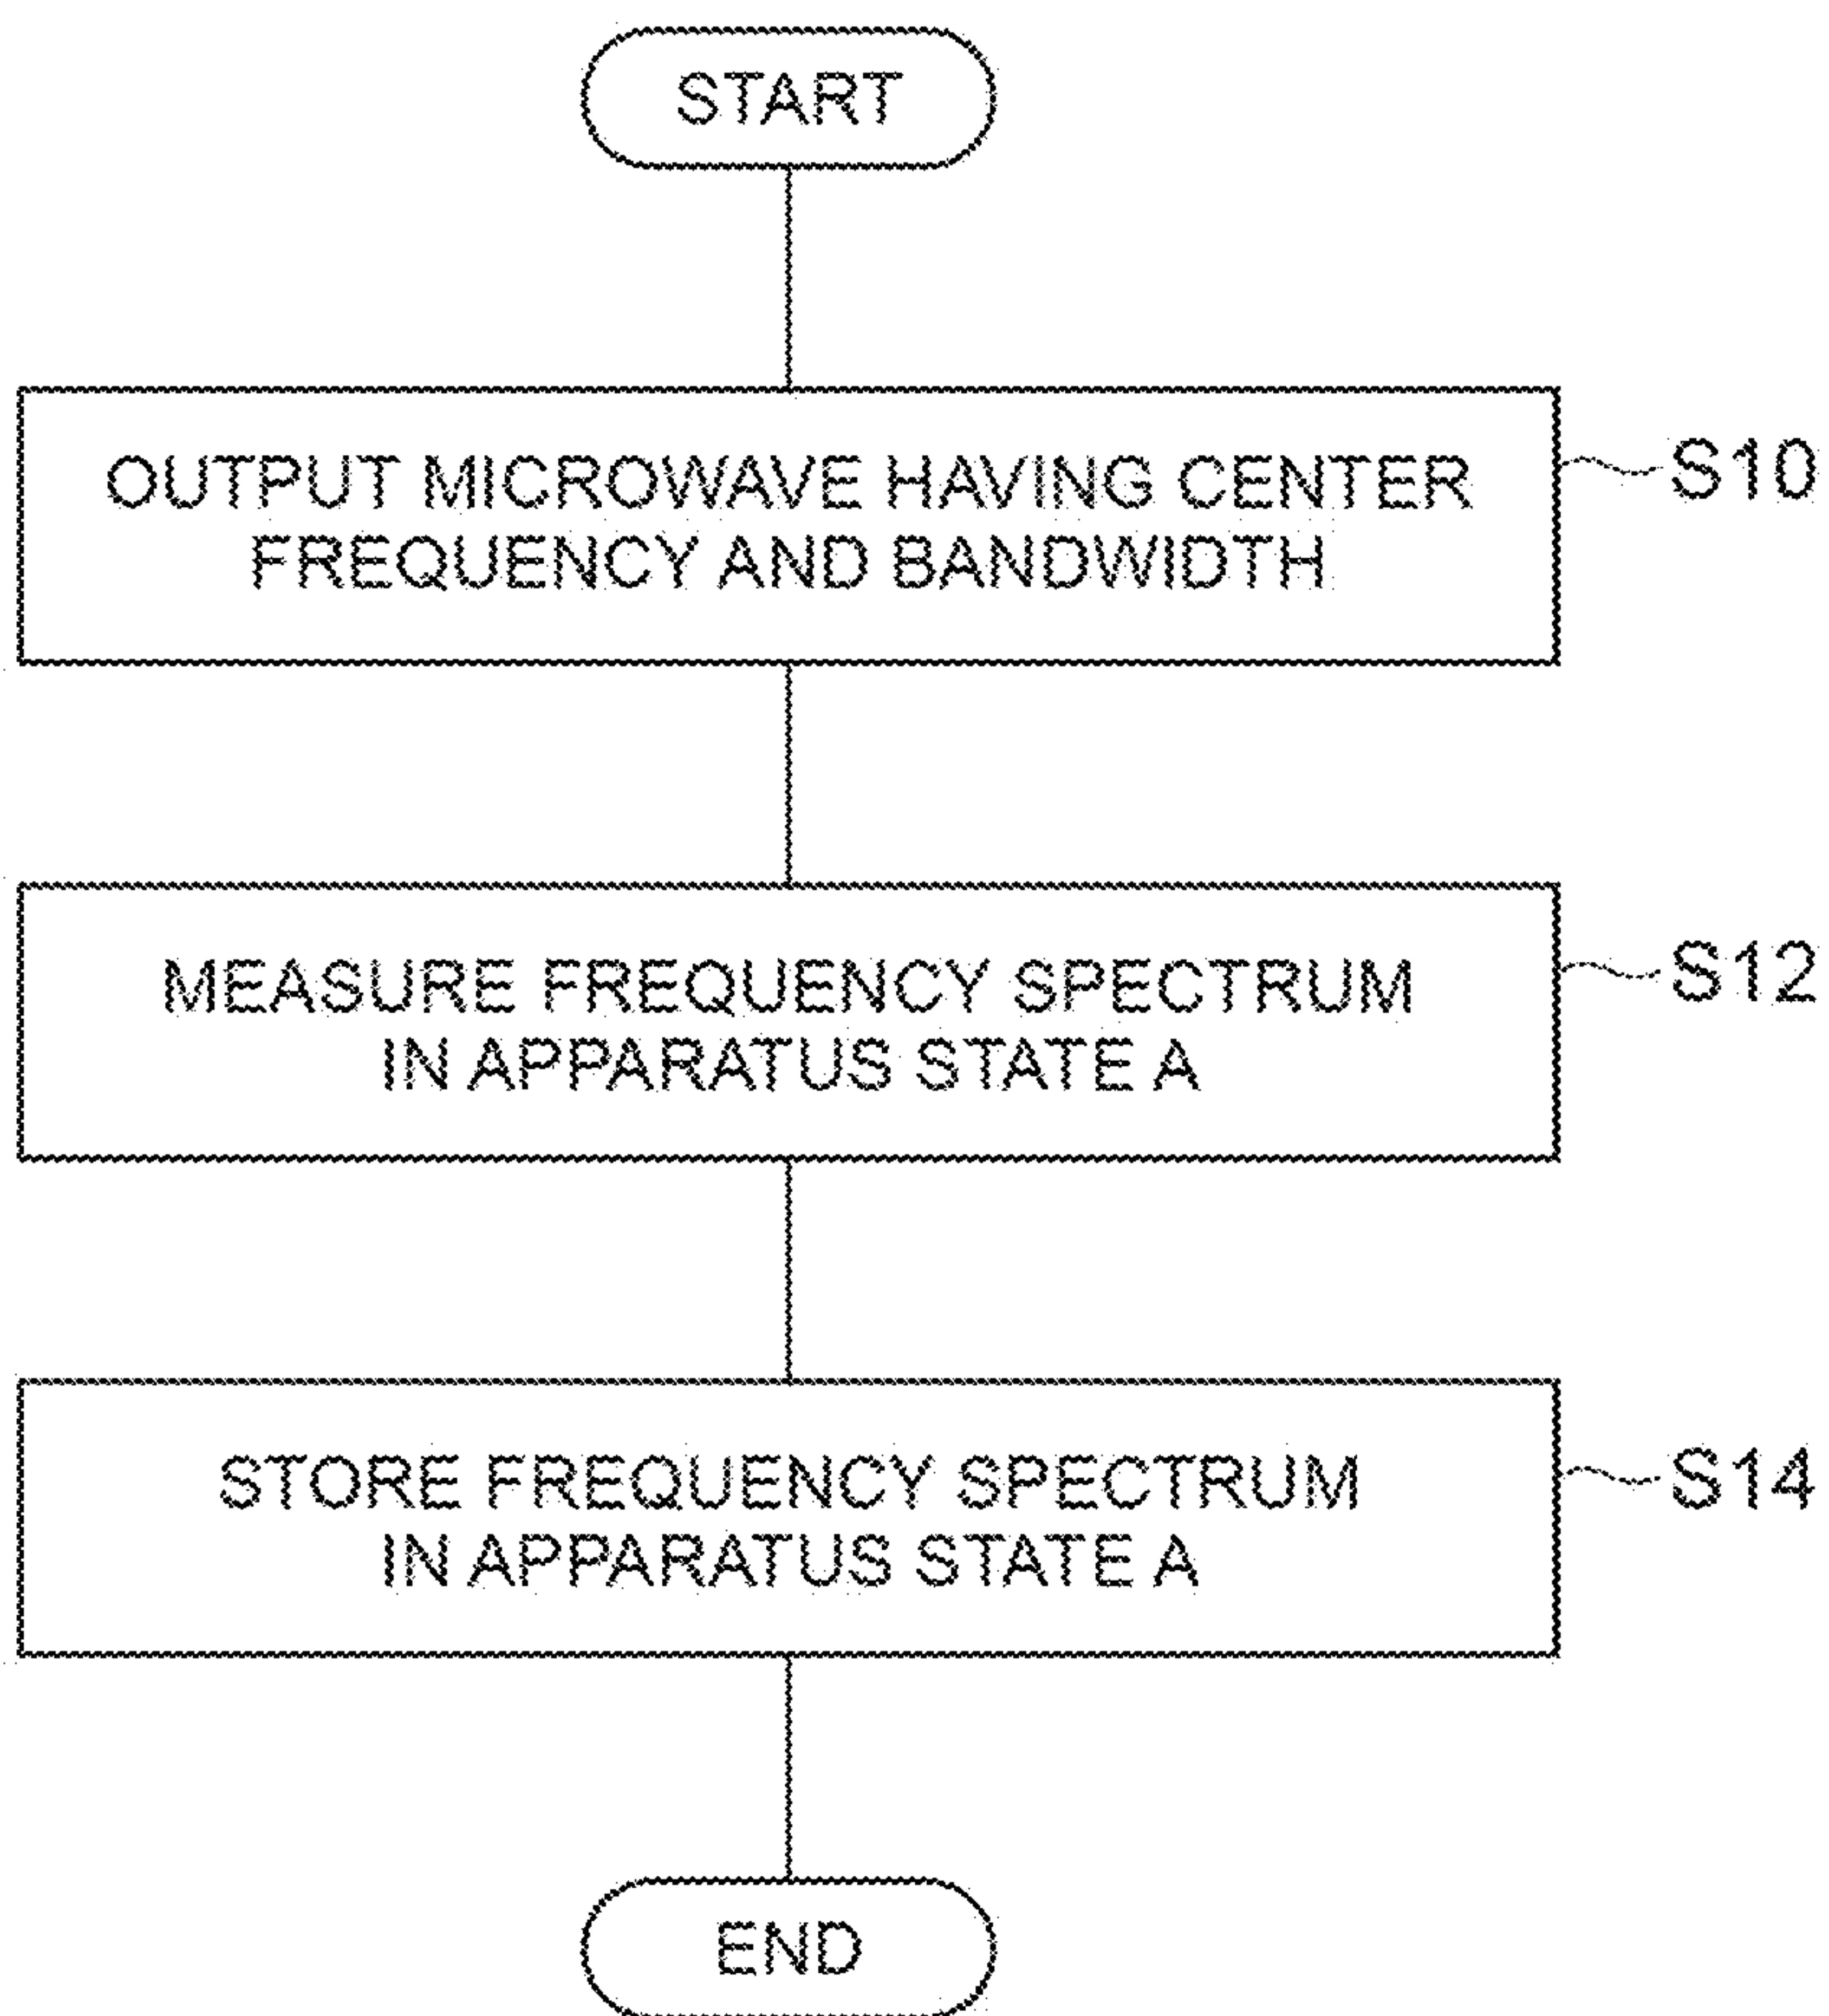 START
OUTPUT MICROWAVE HAVING CENTER
FREQUENCY AND BANDWIDTH
S10
MEASURE FREQUENCY SPECTRUM
IN APPARATUS STATE A
S12
STORE FREQUENCY SPECTRUM
IN APPARATUS STATE A
S14
END